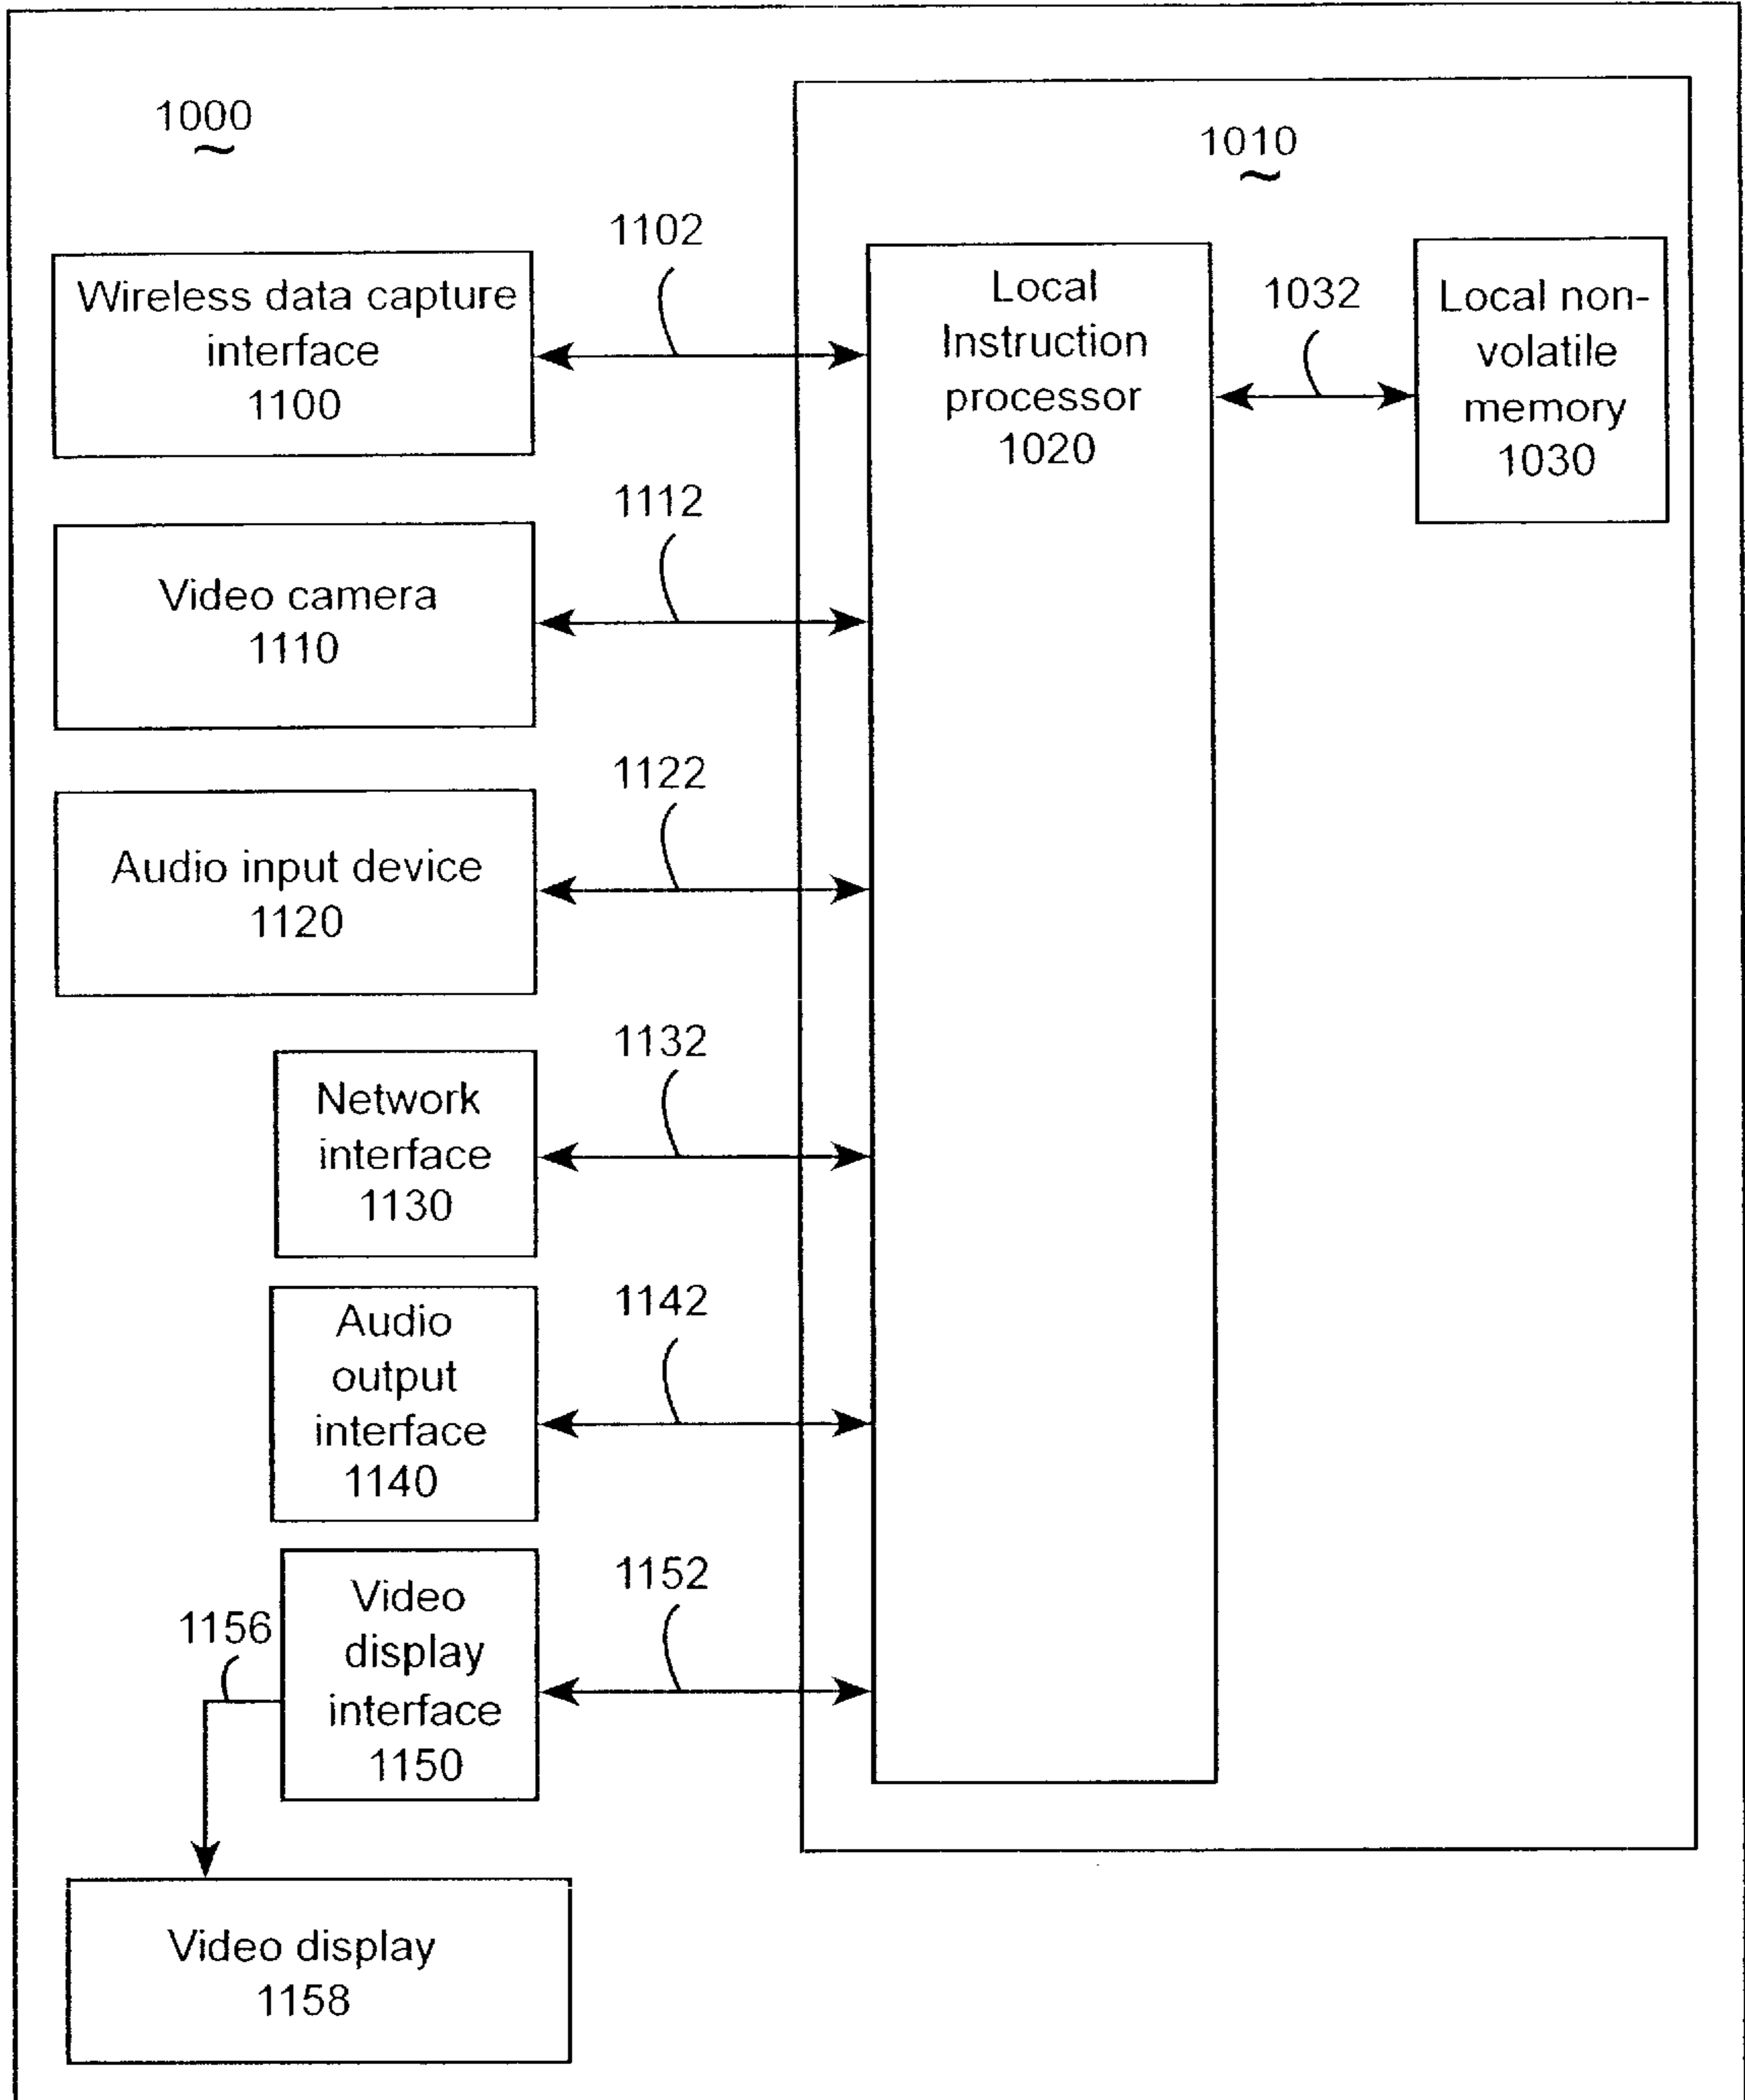 1000
1010
1102
Wireless data capture
interface
1100
Local
Instruction
processor
1020
1032
Local non-
volatile
memory
1030
1112
Video camera
1110
1122
Audio input device
1120
1132
Network
interface
1130
1142
Audio
output
interface
1140
1152
Video
display
interface
1150
1156
Video display
1158